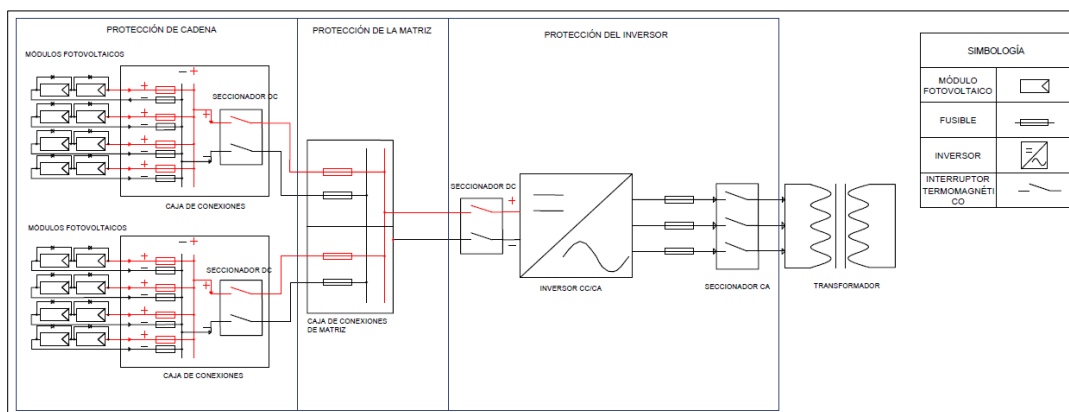 PROTECCIÓN DE CADENA
PROTECCIÓN DE LA MATRIZ
PROTECCIÓN DEL INVERSOR
MÓDULOS FOTOVOLTAICOS
- +
+
-
+
-
+
-
+
-
+
-
SECCIONADOR DC
CAJA DE CONEXIONES
MÓDULOS FOTOVOLTAICOS
- +
+
-
+
-
+
-
+
-
+
-
SECCIONADOR DC
CAJA DE CONEXIONES
CAJA DE CONEXIONES
DE MATRIZ
SECCIONADOR DC
+
-
INVERSOR CC/CA
SECCIONADOR CA
TRANSFORMADOR
SIMBOLOGÍA
MÓDULO
FOTOVOLTAICO
FUSIBLE
INVERSOR
INTERRUPTOR
TERMOMAGNÉTI
CO